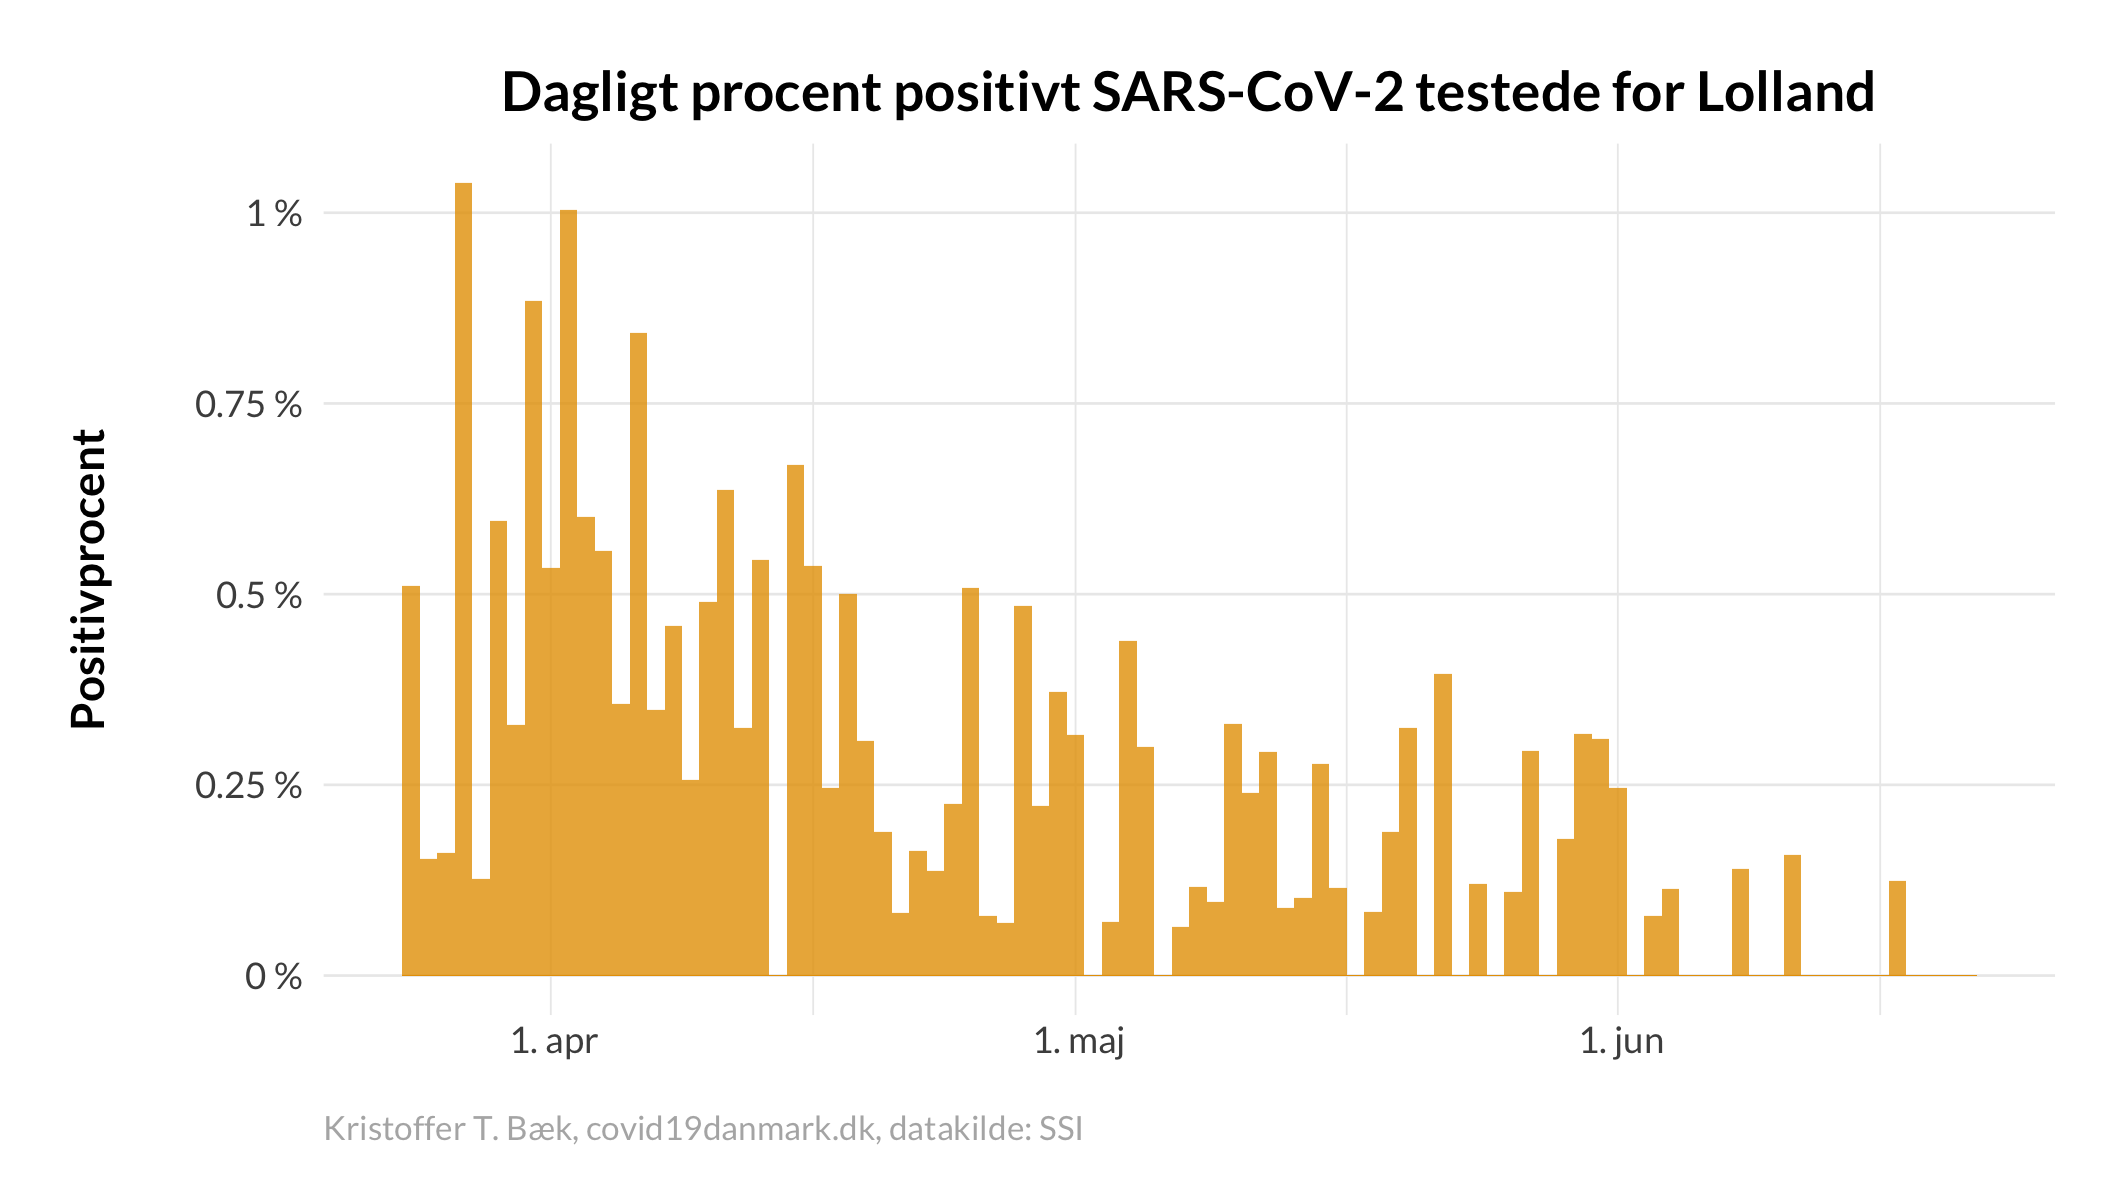 Dagligt procent positivt SARS-CoV-2 testede for Lolland
Positivprocent
1 %
0.75 %
0.5 %
0.25 %
0 %
1. apr
1. maj
1. jun
Kristoffer T. Bæk, covid19danmark.dk, datakilde: SSI